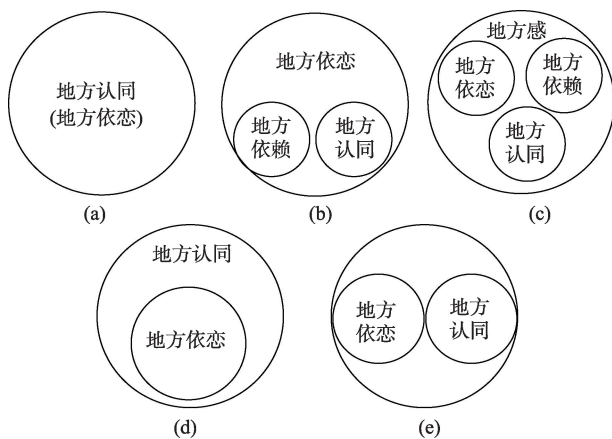 地方认同
(地方依恋)
(a)
地方依恋
地方
依赖
地方
认同
(b)
地方感
地方
依恋
地方
依赖
地方
认同
(c)
地方认同
地方依恋
(d)
地方
依恋
地方
认同
(e)